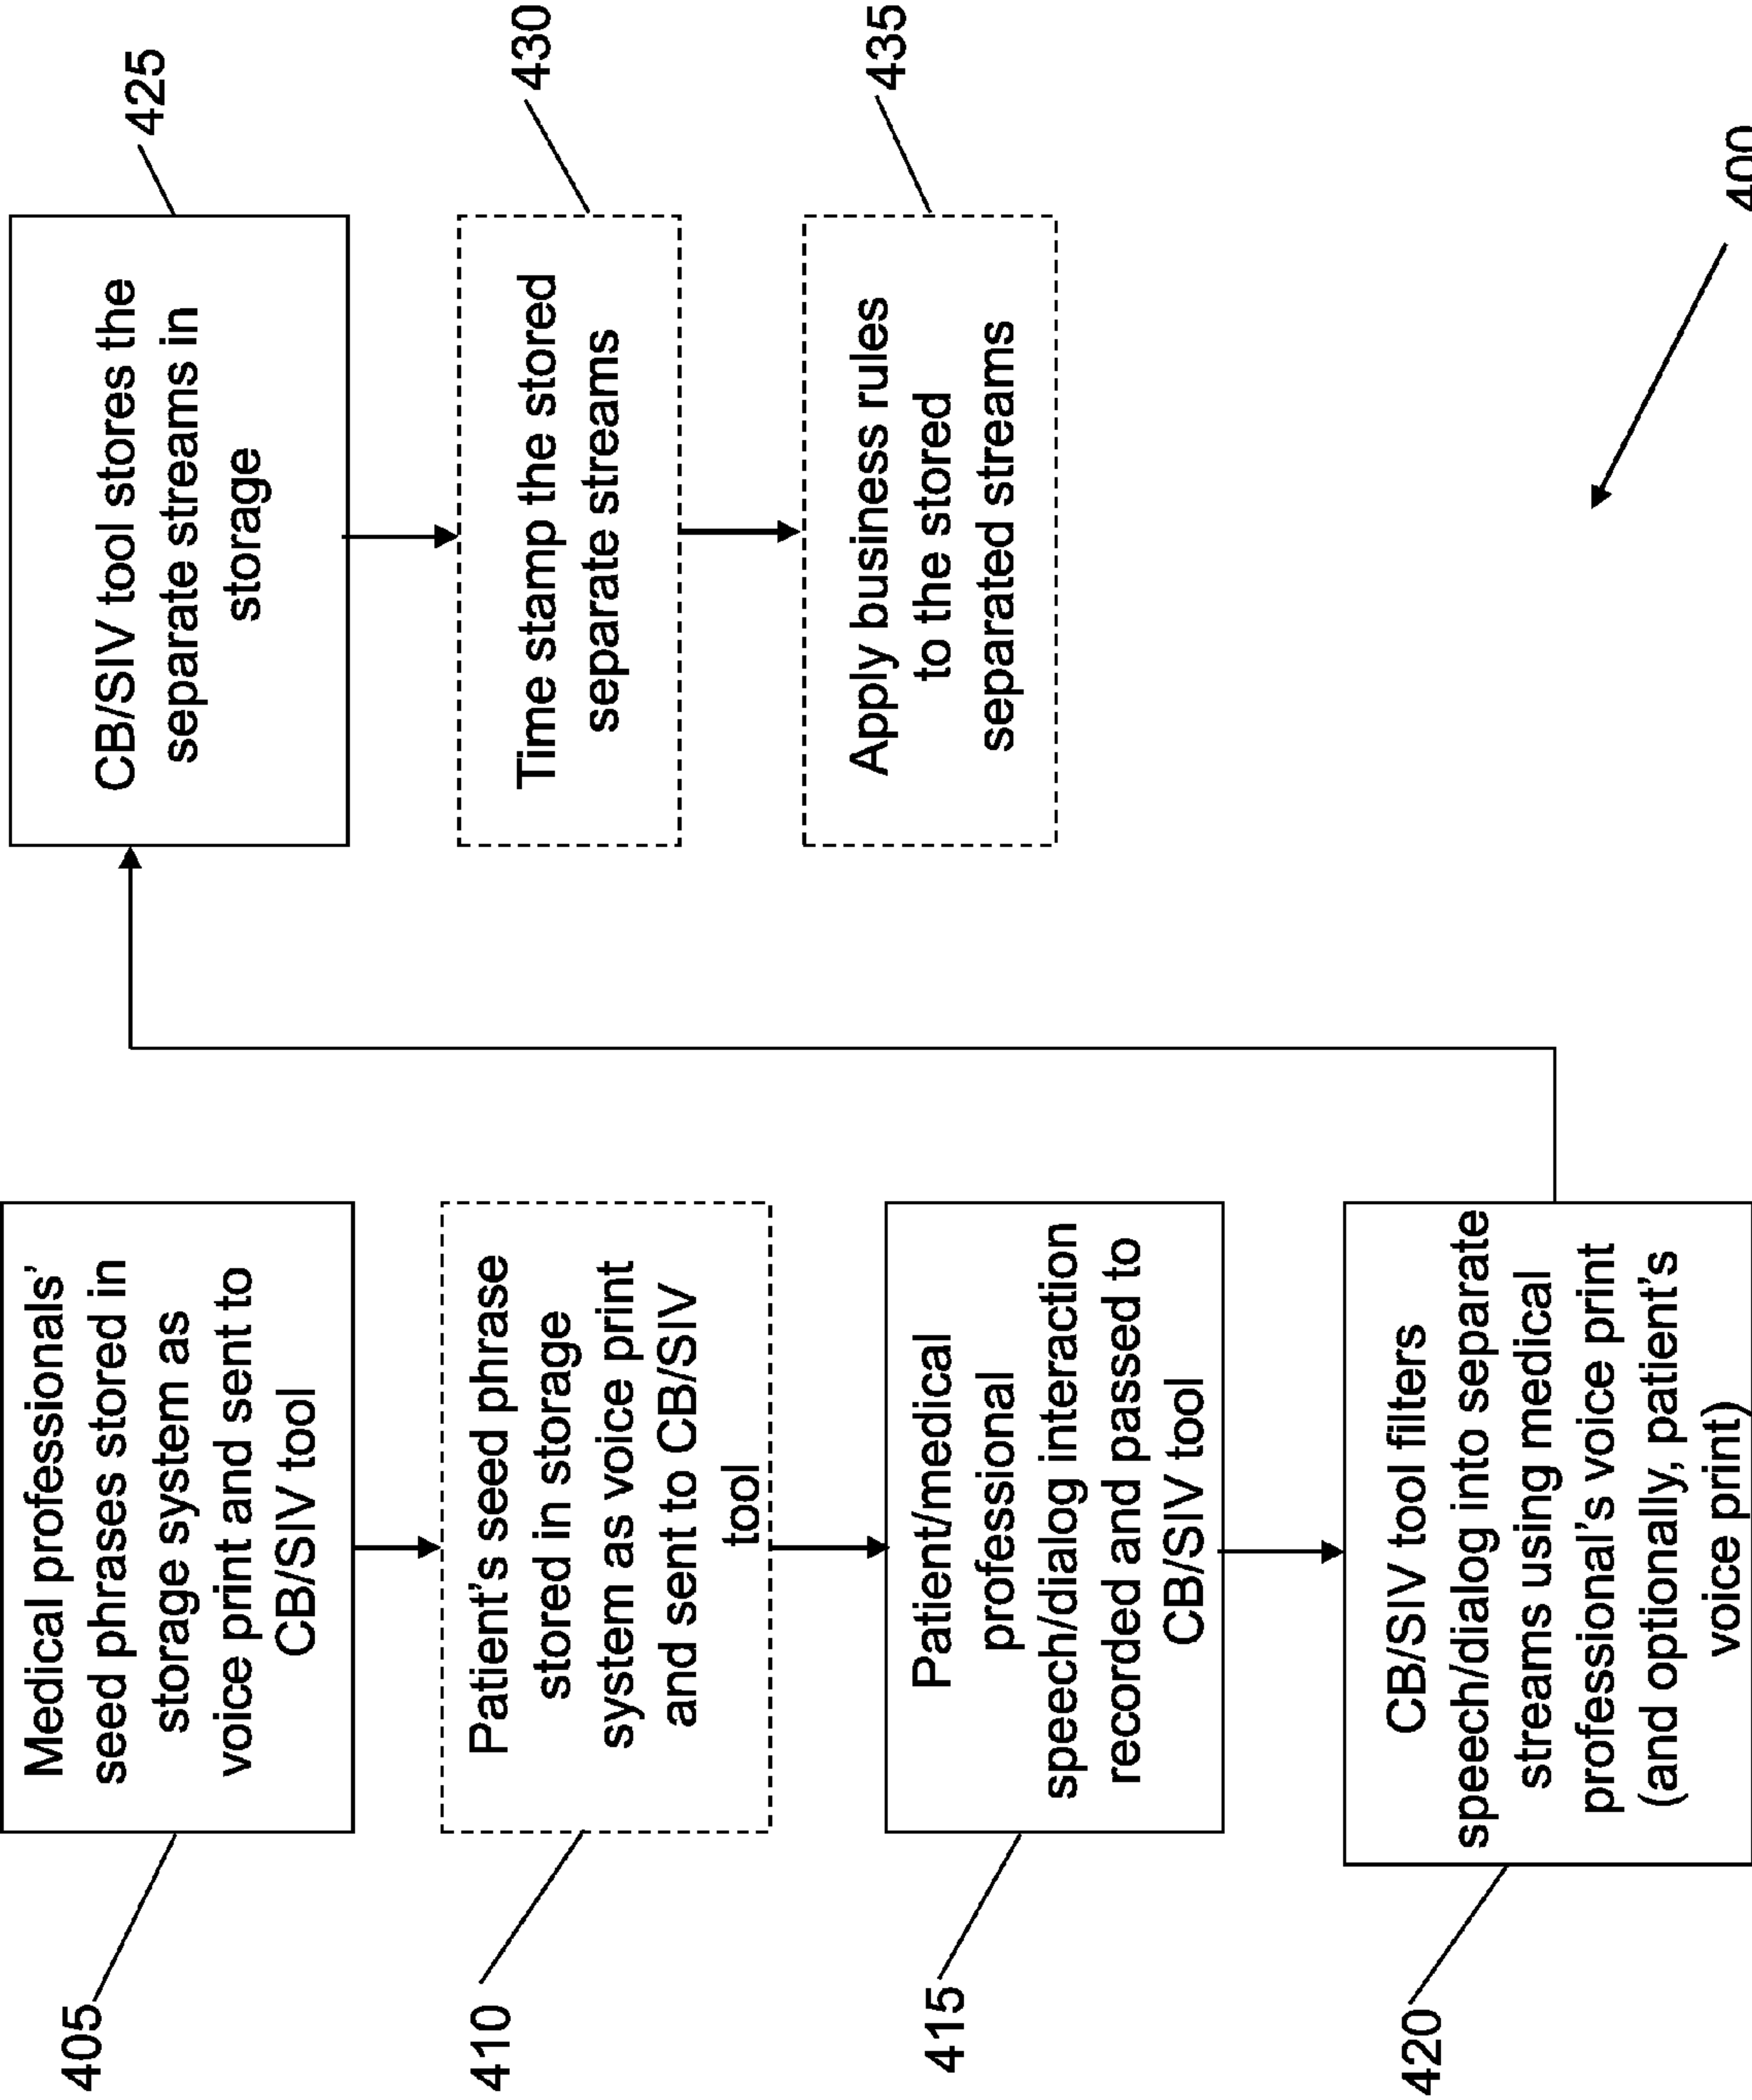 405
Medical professionals'
seed phrases stored in
storage system as
voice print and sent to
CB/SIV tool
410
Patient's seed phrase
stored in storage
system as voice print
and sent to CB/SIV
tool
415
Patient/medical
professional
speech/dialog interaction
recorded and passed to
CB/SIV tool
420
CB/SIV tool filters
speech/dialog into separate
streams using medical
professional's voice print
(and optionally, patient's
voice print)
425
CB/SIV tool stores the
separate streams in
storage
430
Time stamp the stored
separate streams
435
Apply business rules
to the stored
separated streams
400